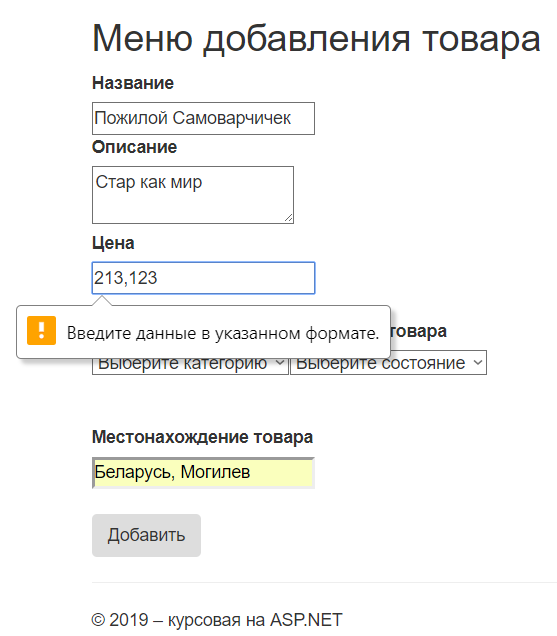 Меню добавления товара
Название
Пожилой Самоварчичек
Описание
Стар как мир
Цена
213,123
Введите данные в указанном формате.
товара
Выберите категорию Выберите состояние
Местонахождение товара
Беларусь, Могилев
Добавить
© 2019 – курсовая на ASP.NET